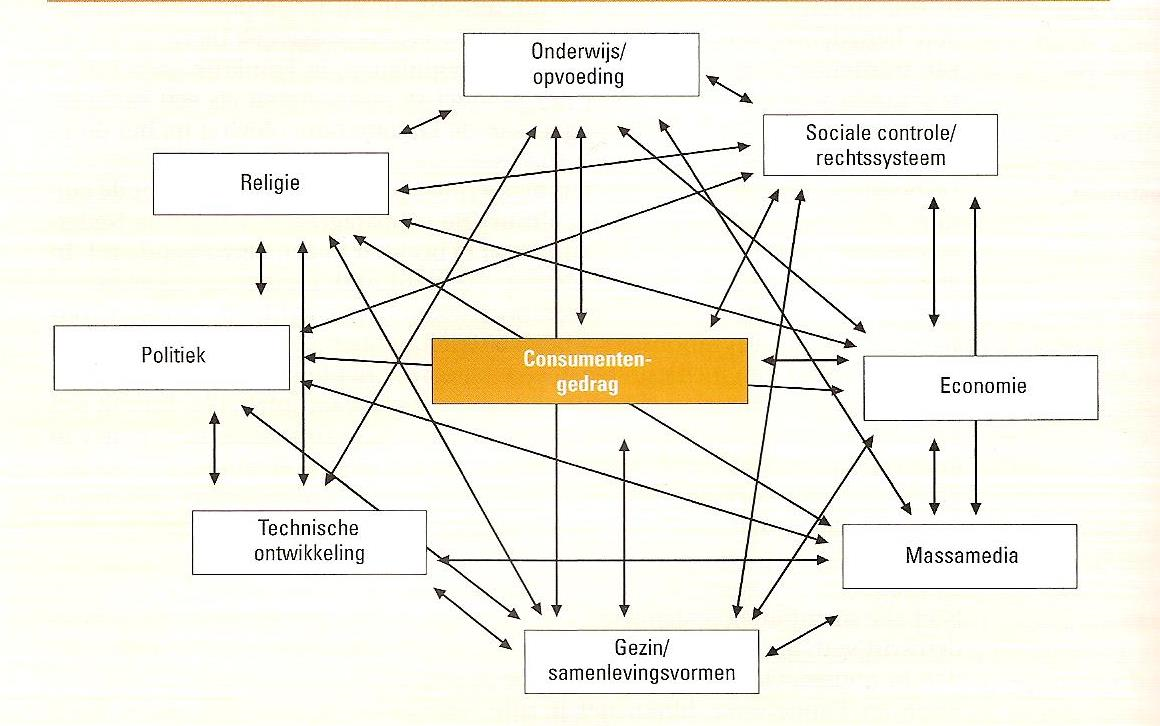 Onderwijs/
opvoeding
Sociale controle/
rechtssysteem
Religie
Politiek
Consumenten-
gedrag
Economie
Technische
ontwikkeling
Massamedia
Gezin/
samenlevingsvormen